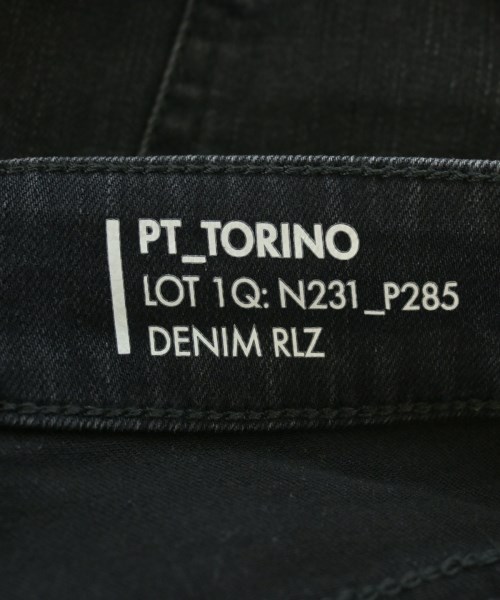 PT_TORINO
LOT 1Q: N231_P285
DENIM RLZ